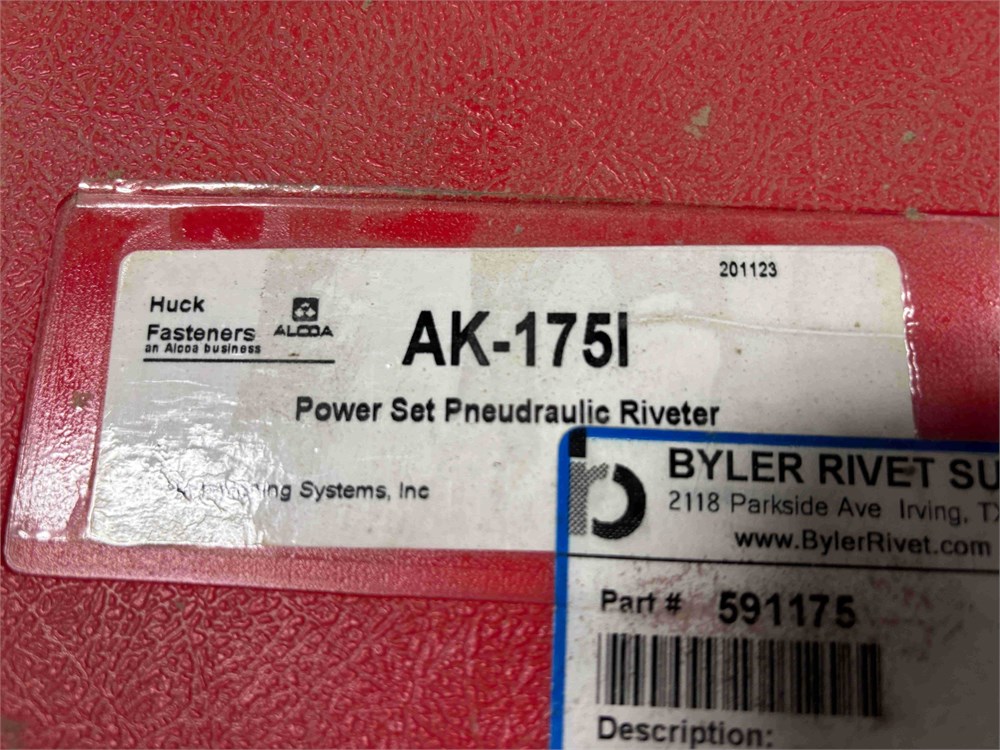 201123
Huck
Fasteners
an Alcoa business
ALCOA
AK-175I
Power Set Pneudraulic Riveter
Systems, Inc
BYLER RIVET SU
2118 Parkside Ave Irving, TX
www.BylerRivet.com
Part # 591175
Description: